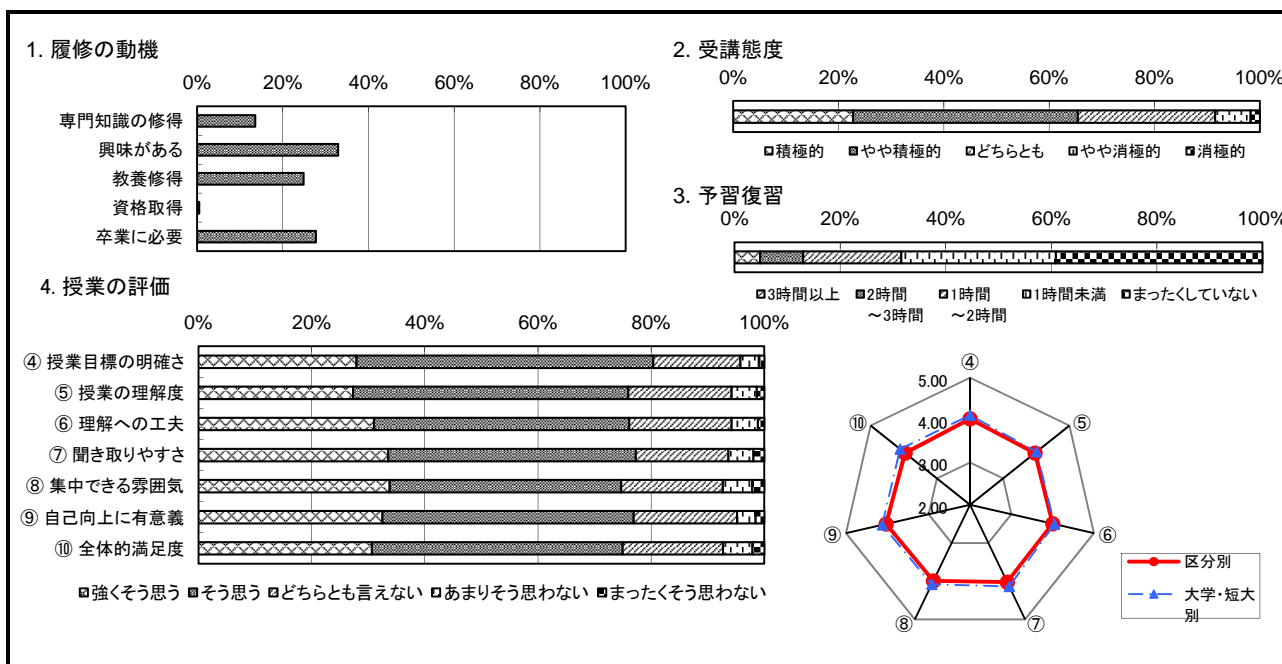 1. 履修の動機
0% 20% 40% 60% 80% 100%
専門知識の修得
興味がある
教養修得
資格取得
卒業に必要
2. 受講態度
0% 20% 40% 60% 80% 100%
積極的 やや積極的 どちらとも やや消極的 消極的
3. 予習復習
0% 20% 40% 60% 80% 100%
3時間以上 2時間 1時間 1時間未満 まったくしていない
～3時間 ～2時間
4. 授業の評価
0% 20% 40% 60% 80% 100%
④ 授業目標の明確さ
⑤ 授業の理解度
⑥ 理解への工夫
⑦ 聞き取りやすさ
⑧ 集中できる雰囲気
⑨ 自己向上に有意義
⑩ 全体的満足度
強くそう思う そう思う どちらとも言えない あまりそう思わない まったくそう思わない
④
5.00
⑩ 4.00 ⑤
3.00
2.00
⑨ ⑥
⑧ ⑦
区分別
大学・短大
別